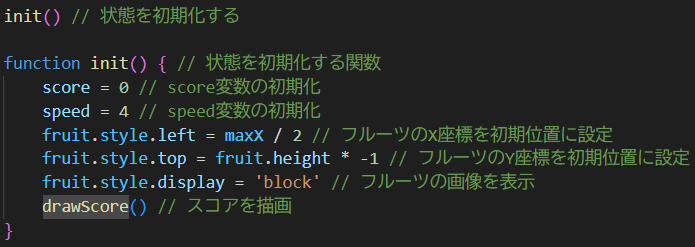 init() // 状態を初期化する
function init() { // 状態を初期化する関数
score = 0 // score変数の初期化
speed = 4 // speed変数の初期化
fruit.style.left = maxX / 2 // フルーツのX座標を初期位置に設定
fruit.style.top = fruit.height * -1 // フルーツのY座標を初期位置に設定
fruit.style.display = 'block' // フルーツの画像を表示
drawScore() // スコアを描画
}